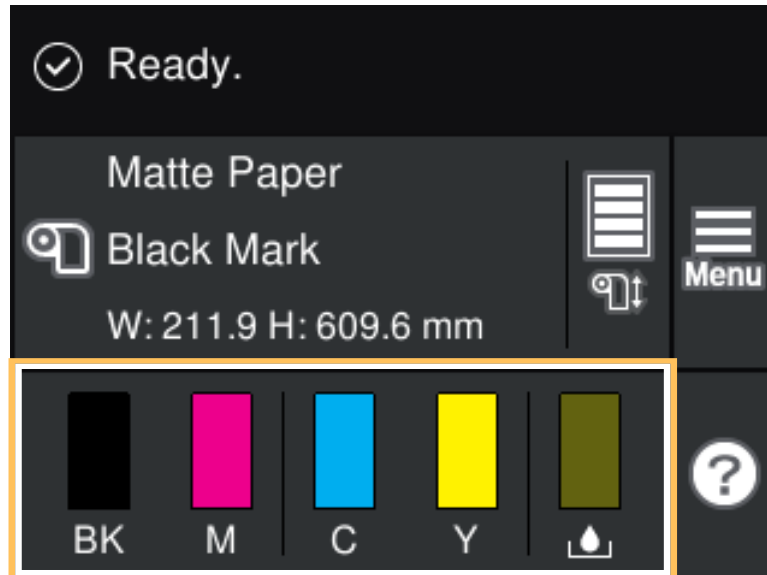 Ready.
Matte Paper
Black Mark
W: 211.9 H: 609.6 mm
Menu
BK M C Y
?